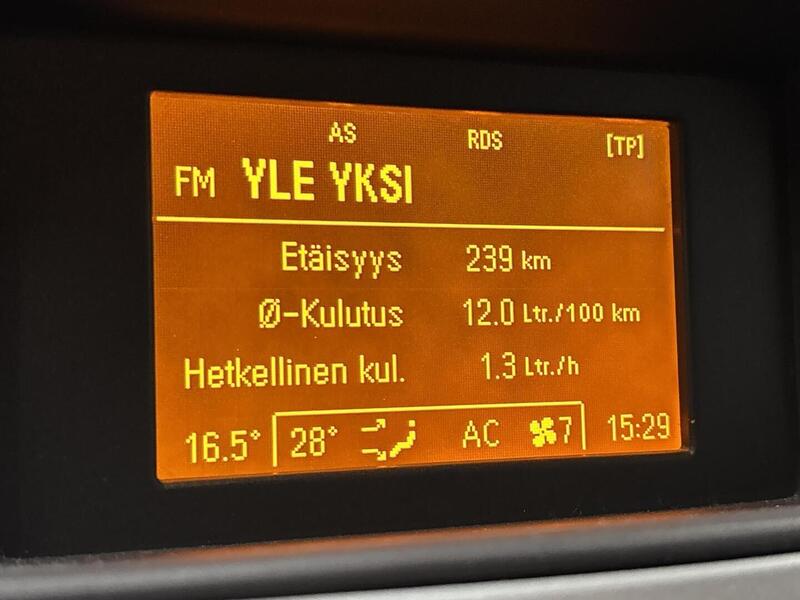 AS RDS [TP]
FM YLE YKSI
Etäisyys 239 km
Ø-Kulutus 12.0 Ltr./100 km
Hetkellinen kul. 1.3 Ltr./h
16.5° 28° AC 7 15:29